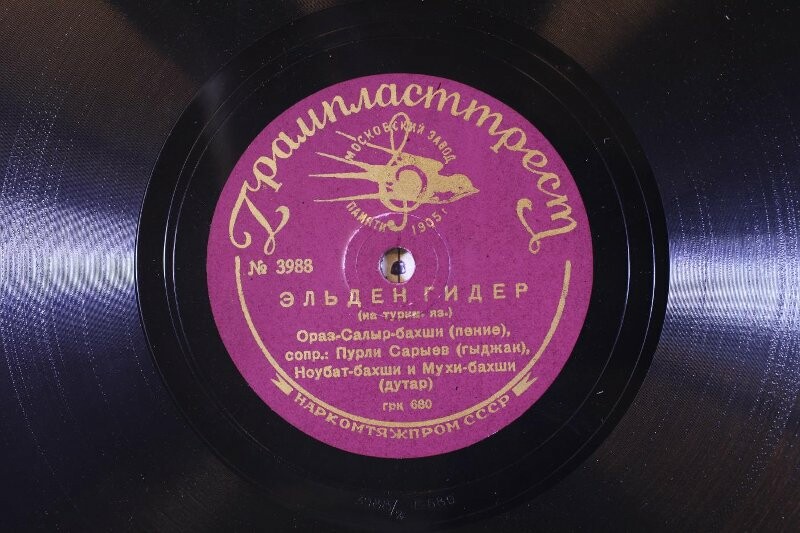 Грампласттрест
МОСКОВСКИЙ ЗАВОД
ПАМЯТИ 1905 г
№ 3988
ЭЛЬДЕН ГИДЕР
(на туркм. яз.)
Ораз-Салыр-бахши (пение),
сопр.: Пурли Сарыев (гыджак),
Ноубат-бахши и Мухи-бахши
(дутар)
грк 680
НАРКОМТЯЖПРОМ СССР